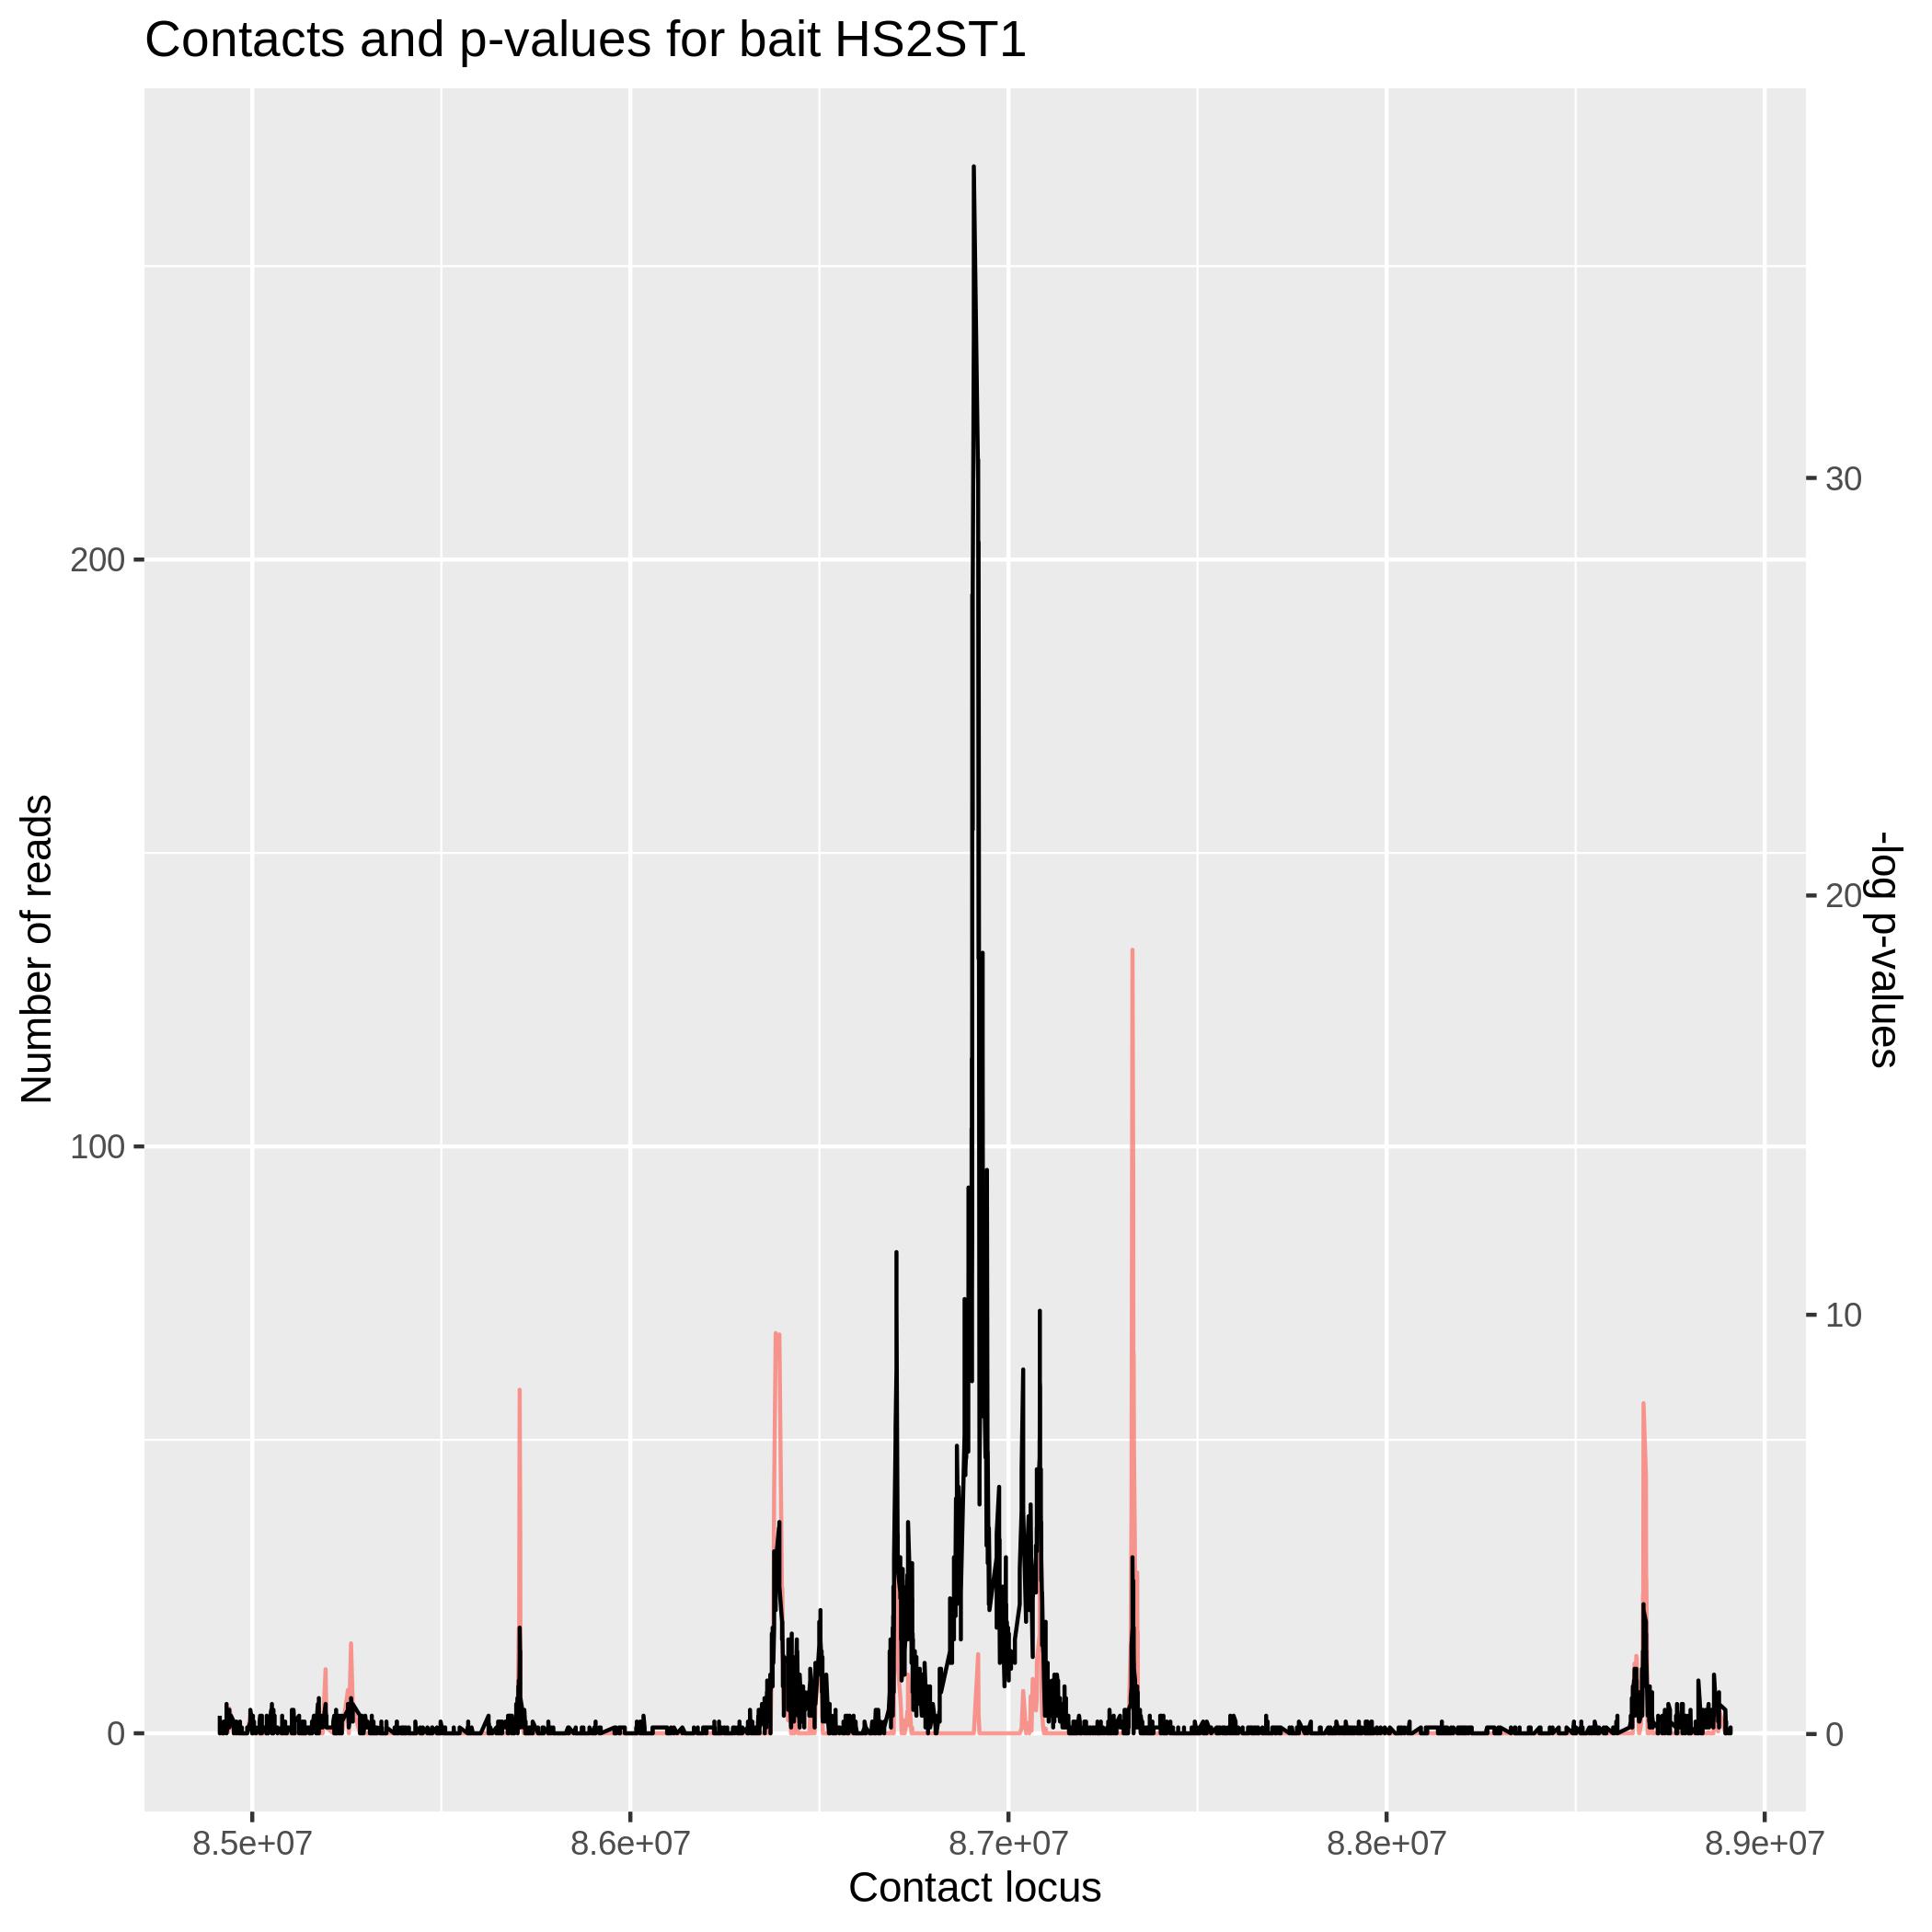 Contacts and p-values for bait HS2ST1
Number of reads
200
100
0
30
20
10
0
-log p-values
8.5e+07 8.6e+07 8.7e+07 8.8e+07 8.9e+07
Contact locus